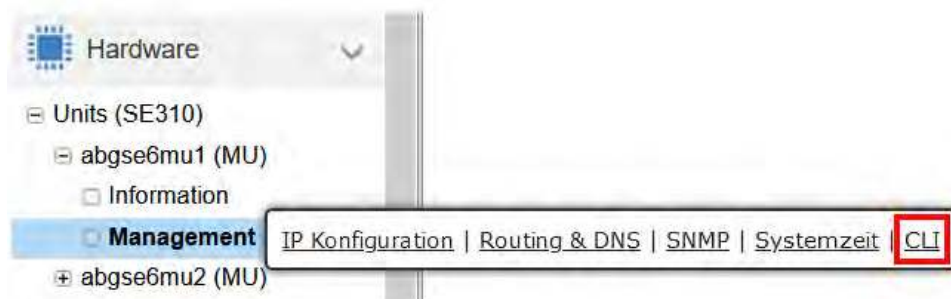 Hardware
Units (SE310)
abgse6mu1 (MU)
Information
Management
IP Konfiguration | Routing & DNS | SNMP | Systemzeit | CLI
abgse6mu2 (MU)